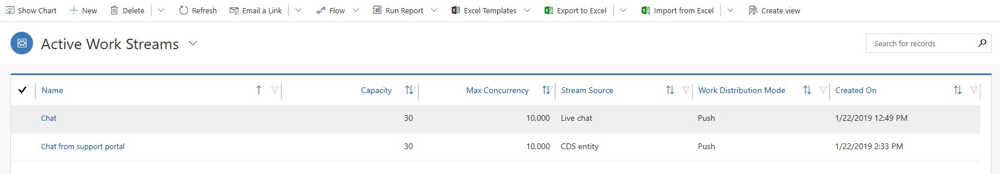 Show Chart New Delete Refresh Email a Link Flow Run Report Excel Templates Export to Excel Import from Excel Create view
Active Work Streams Search for records
Name Capacity Max Concurrency Stream Source Work Distribution Mode Created On
Chat 30 10,000 Live chat Push 1/22/2019 12:49 PM
Chat from support portal 30 10,000 CDS entity Push 1/22/2019 2:33 PM